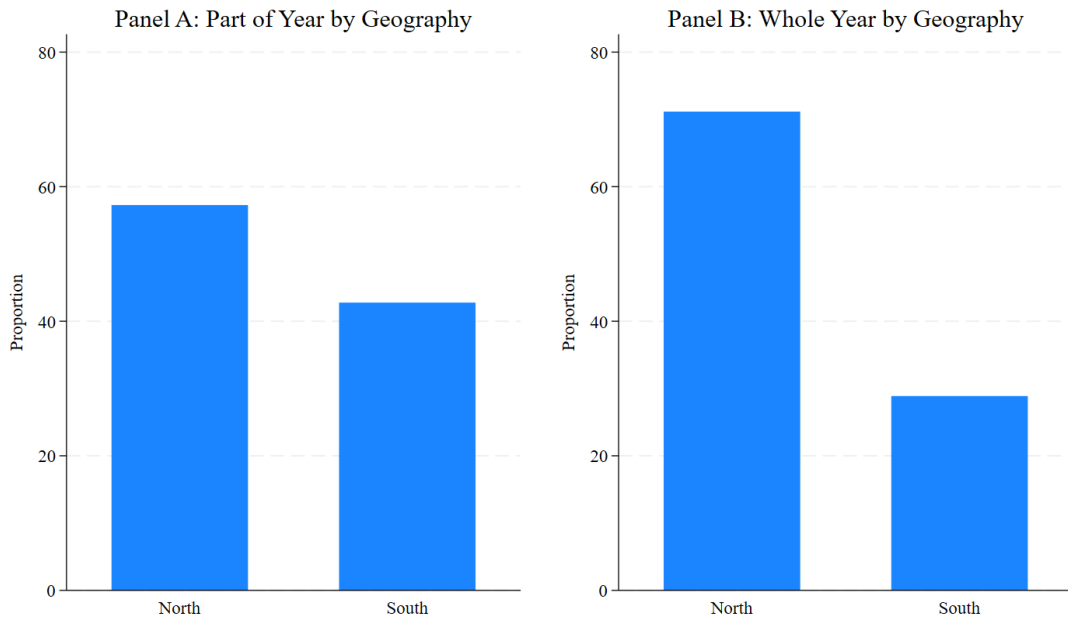 Panel A: Part of Year by Geography
80
60
40
20
0
Proportion
North South
Panel B: Whole Year by Geography
80
60
40
20
0
Proportion
North South